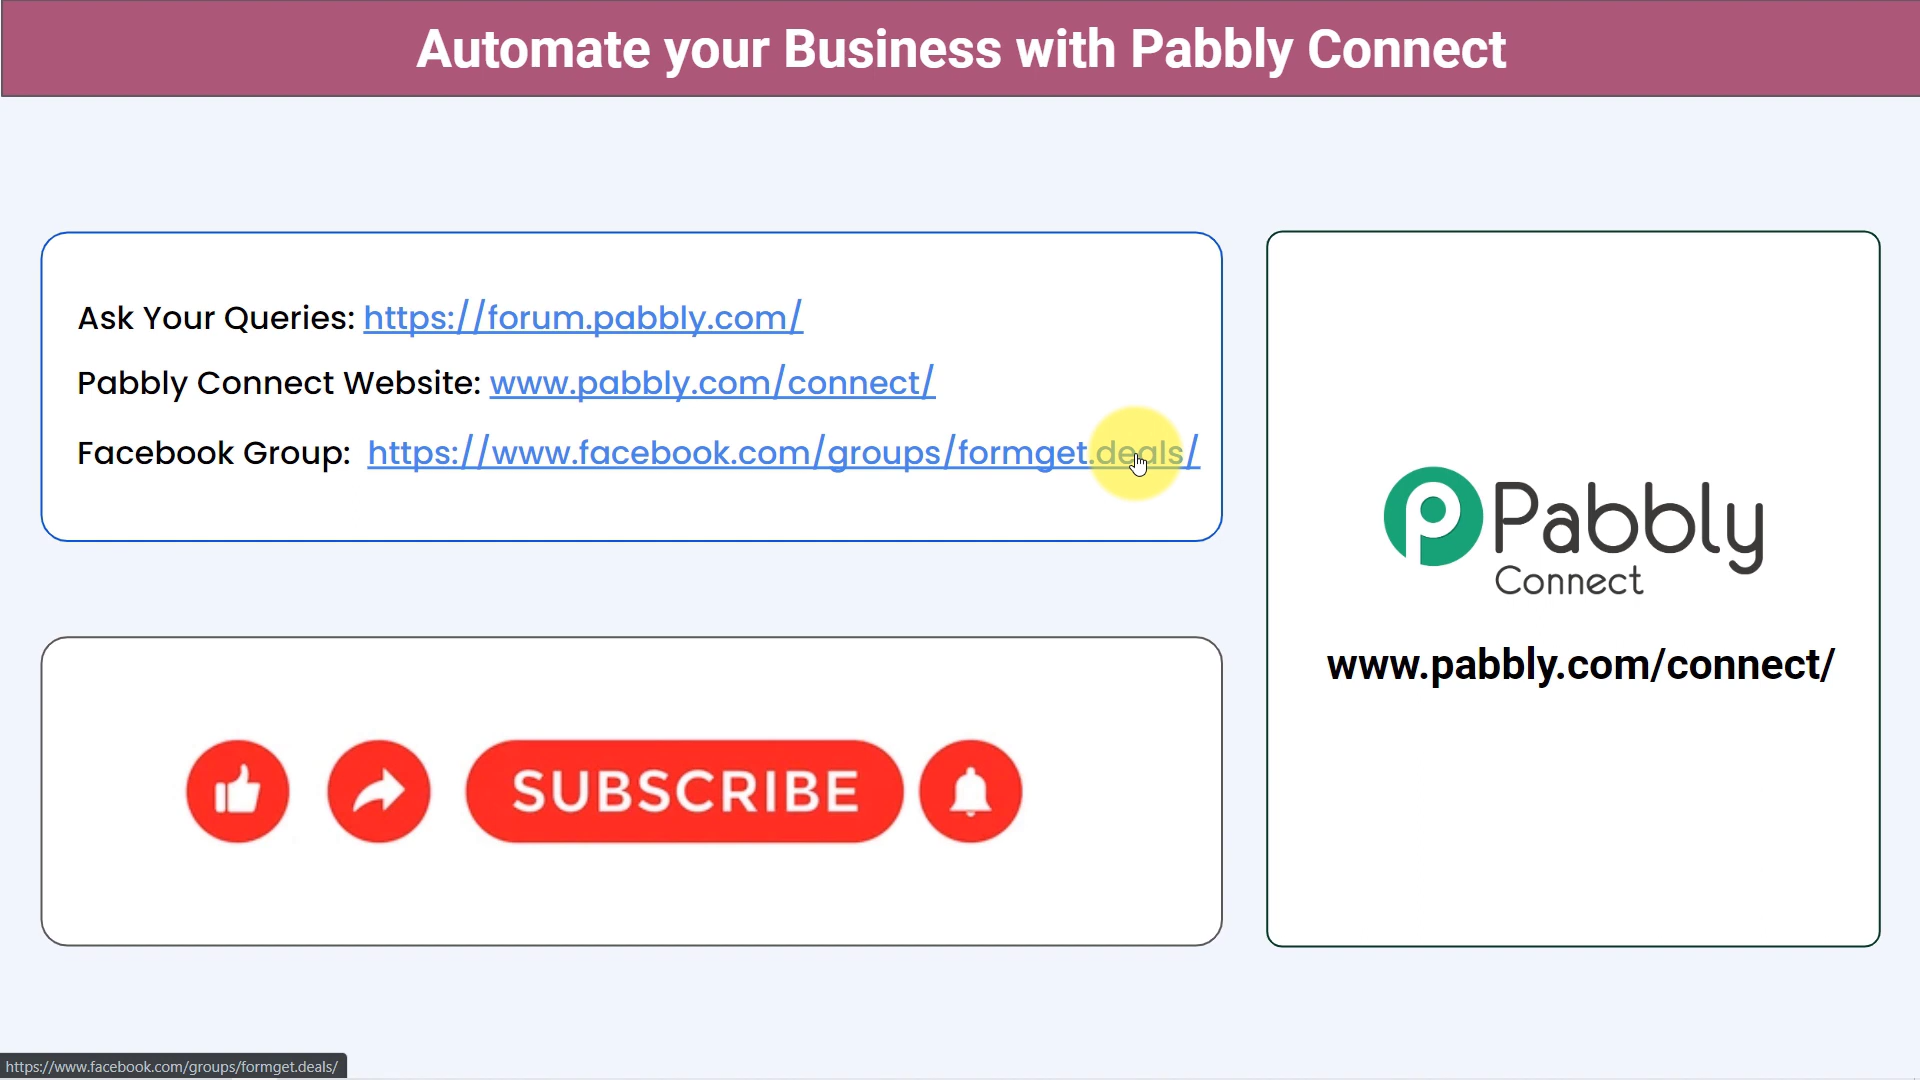 Automate your Business with Pabbly Connect
Ask Your Queries: https://forum.pabbly.com/
Pabbly Connect Website: www.pabbly.com/connect/
Facebook Group: https://www.facebook.com/groups/formget.deals/
Pabbly
Connect
www.pabbly.com/connect/
SUBSCRIBE
https://www.facebook.com/groups/formget.deals/